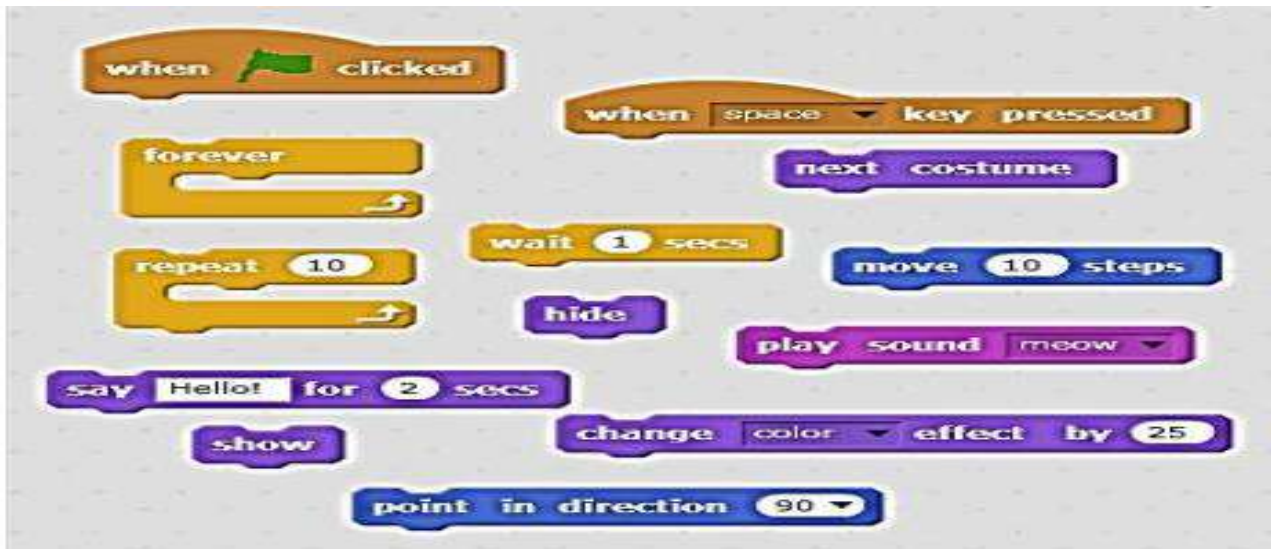 when clicked
when space key pressed
forever
next costume
wait 1 secs
repeat 10
move 10 steps
hide
play sound meow
say Hello! for 2 secs
change color effect by 25
show
point in direction 90